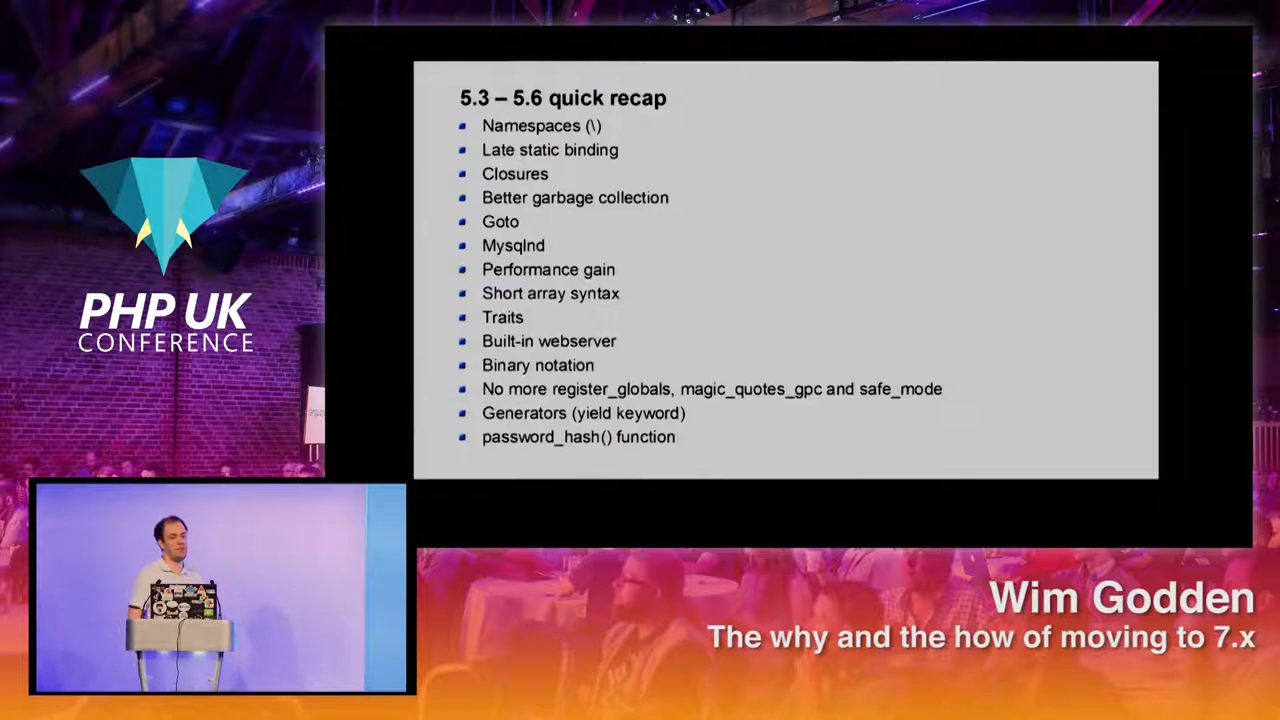 5.3 – 5.6 quick recap
Namespaces (\)
Late static binding
Closures
Better garbage collection
Goto
Mysqlnd
Performance gain
Short array syntax
Traits
Built-in webserver
Binary notation
No more register_globals, magic_quotes_gpc and safe_mode
Generators (yield keyword)
password_hash() function
PHP UK
CONFERENCE
Wim Godden
The why and the how of moving to 7.x